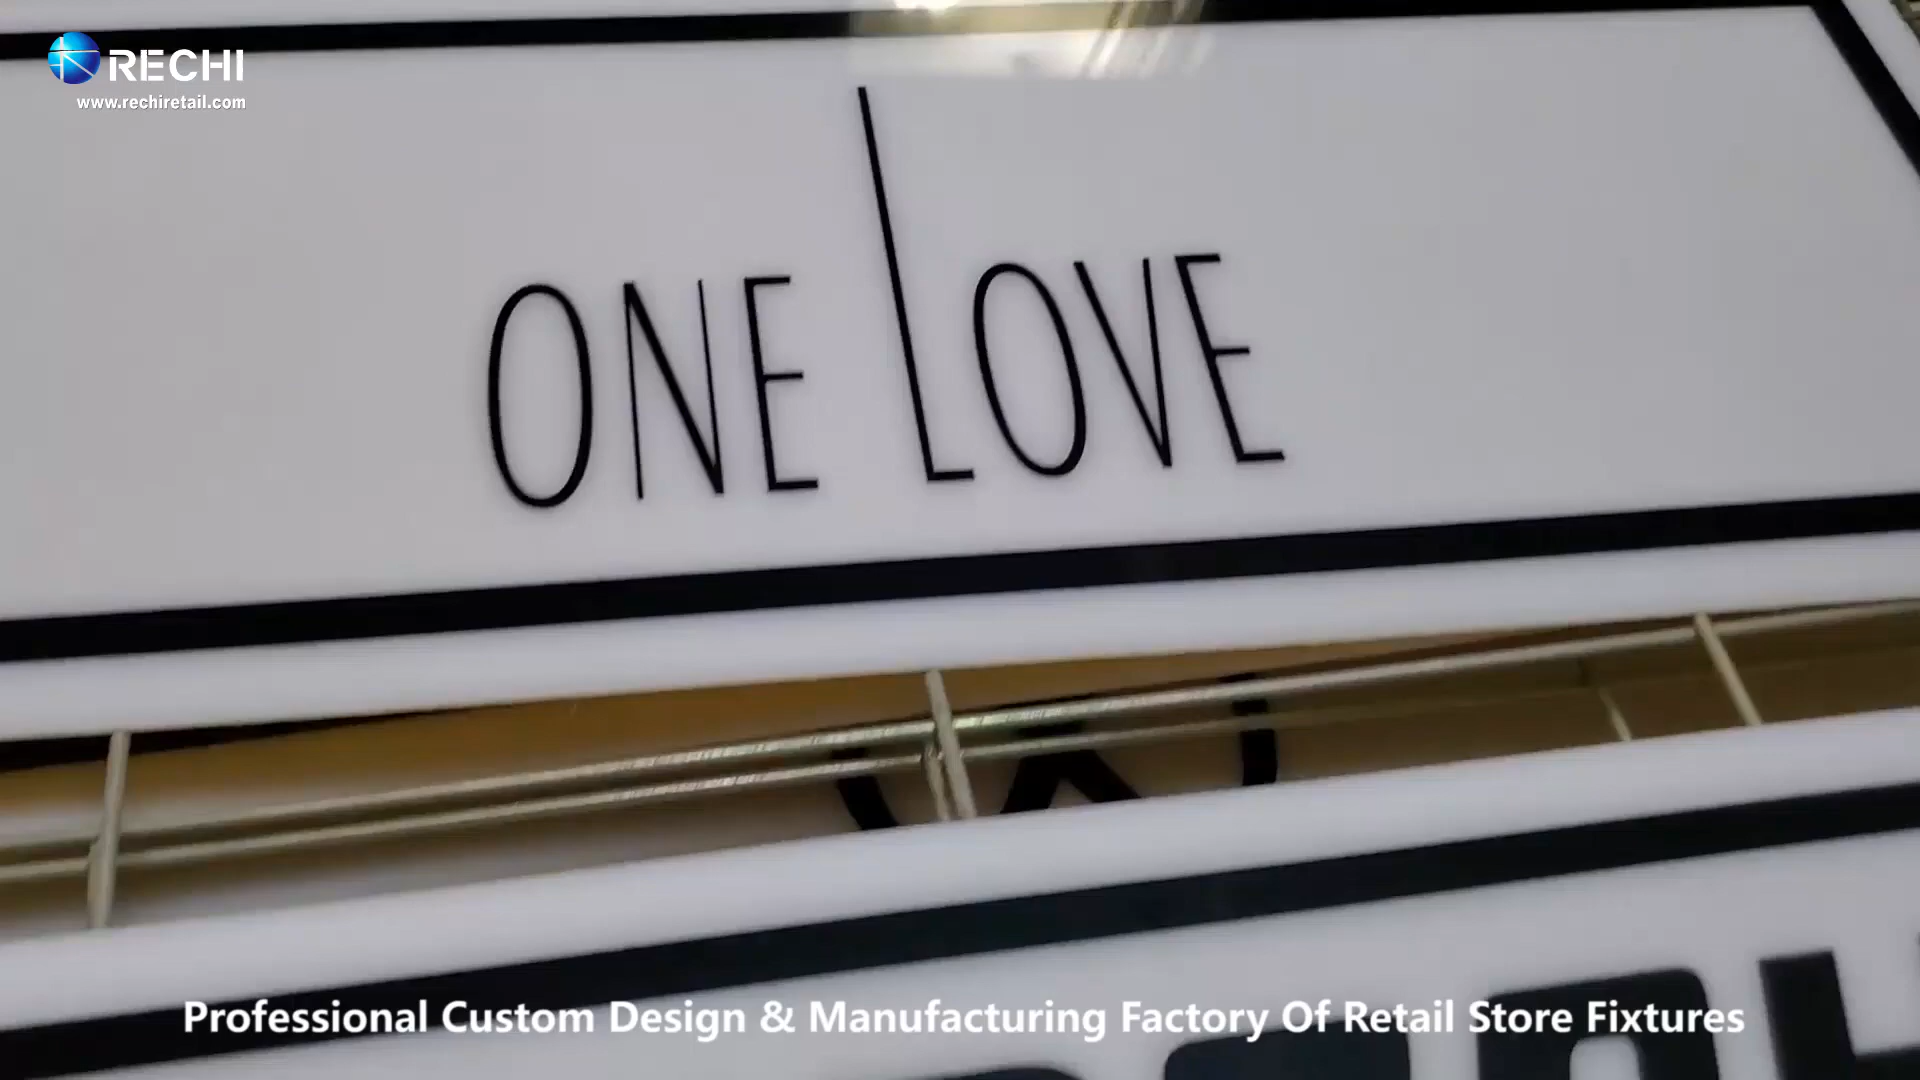 RECHI
www.rechiretail.com
ONE LOVE
Professional Custom Design & Manufacturing Factory Of Retail Store Fixtures